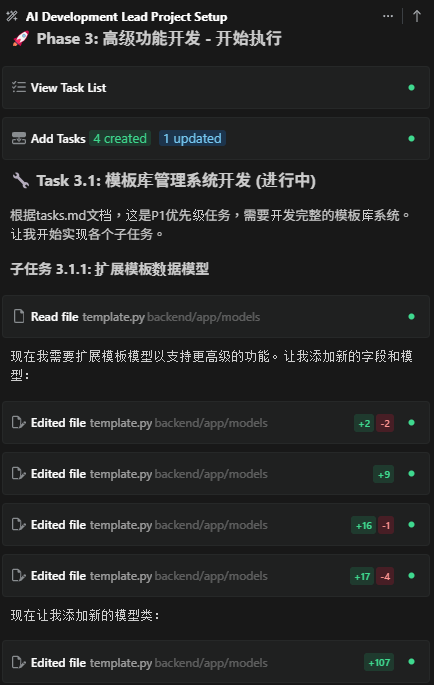 AI Development Lead Project Setup
🚀 Phase 3: 高级功能开发 - 开始执行
View Task List
Add Tasks 4 created 1 updated
🔧 Task 3.1: 模板库管理系统开发 (进行中)
根据tasks.md文档，这是P1优先级任务，需要开发完整的模板库系统。
让我开始实现各个子任务。
子任务 3.1.1: 扩展模板数据模型
Read file template.py backend/app/models
现在我需要扩展模板模型以支持更高级的功能。让我添加新的字段和模
型：
Edited file template.py backend/app/models +2 -2
Edited file template.py backend/app/models +9
Edited file template.py backend/app/models +16 -1
Edited file template.py backend/app/models +17 -4
现在让我添加新的模型类：
Edited file template.py backend/app/models +107